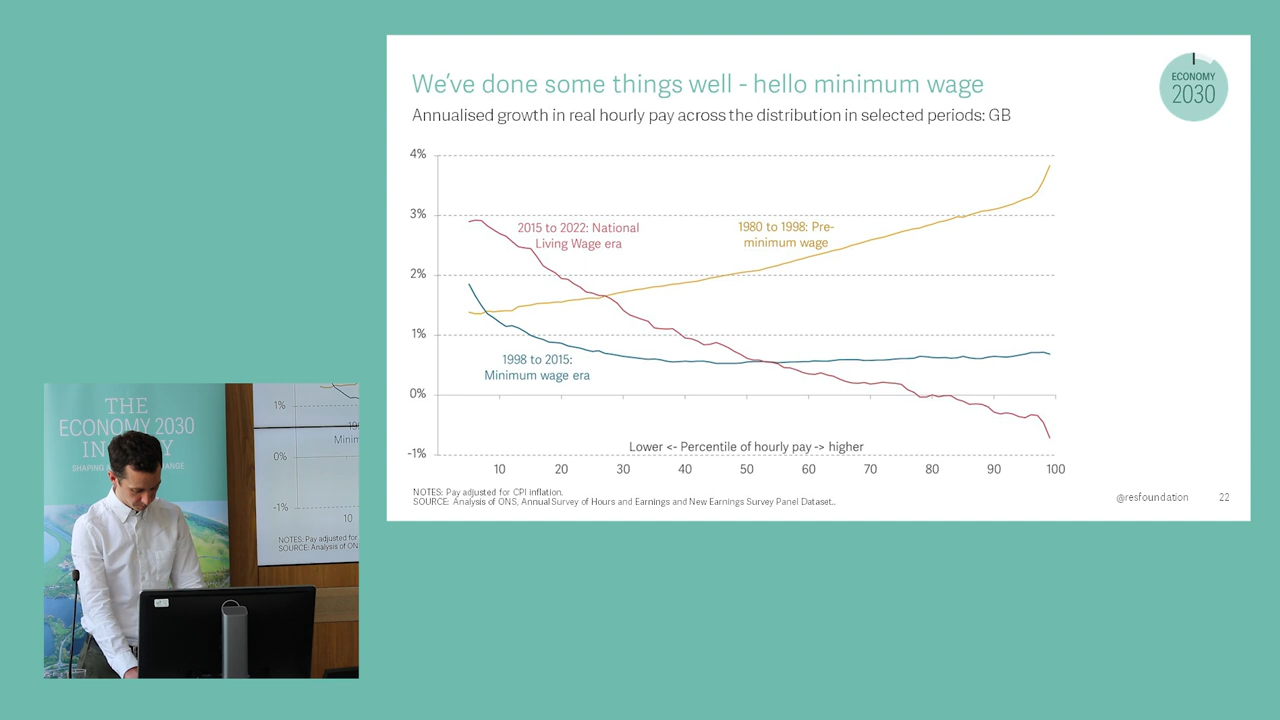 We've done some things well - hello minimum wage
Annualised growth in real hourly pay across the distribution in selected periods: GB
ECONOMY
2030
4%
3%
2%
1%
0%
-1%
2015 to 2022: National
Living Wage era
1980 to 1998: Pre-
minimum wage
1998 to 2015:
Minimum wage era
Lower <- Percentile of hourly pay -> higher
10 20 30 40 50 60 70 80 90 100
NOTES: Pay adjusted for CPI inflation.
SOURCE: Analysis of ONS, Annual Survey of Hours and Earnings and New Earnings Survey Panel Dataset..
@resfoundation 22
THE
ECONOMY 2030
IN Y
SHAPING
1%
Minim
0%
-1%
10
NOTES: Pay adjusted for
SOURCE: Analysis of ONS